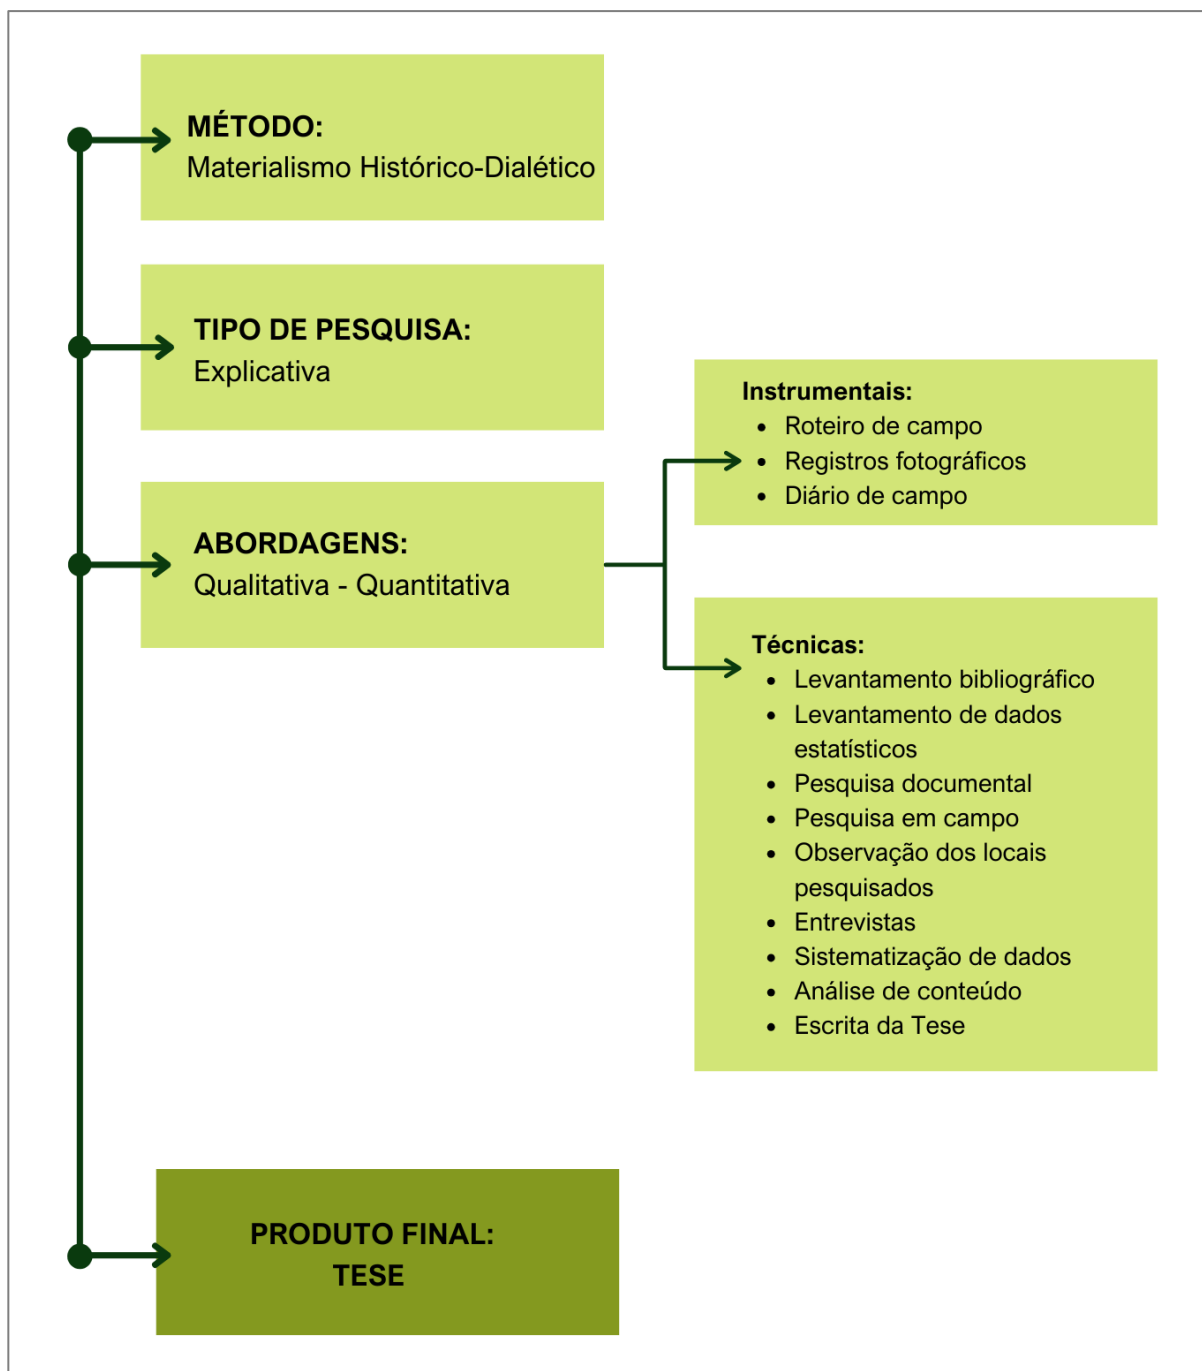 MÉTODO:
Materialismo Histórico-Dialético
TIPO DE PESQUISA:
Explicativa
ABORDAGENS:
Qualitativa - Quantitativa
Instrumentais:
• Roteiro de campo
• Registros fotográficos
• Diário de campo
Técnicas:
• Levantamento bibliográfico
• Levantamento de dados
estatísticos
• Pesquisa documental
• Pesquisa em campo
• Observação dos locais
pesquisados
• Entrevistas
• Sistematização de dados
• Análise de conteúdo
• Escrita da Tese
PRODUTO FINAL:
TESE